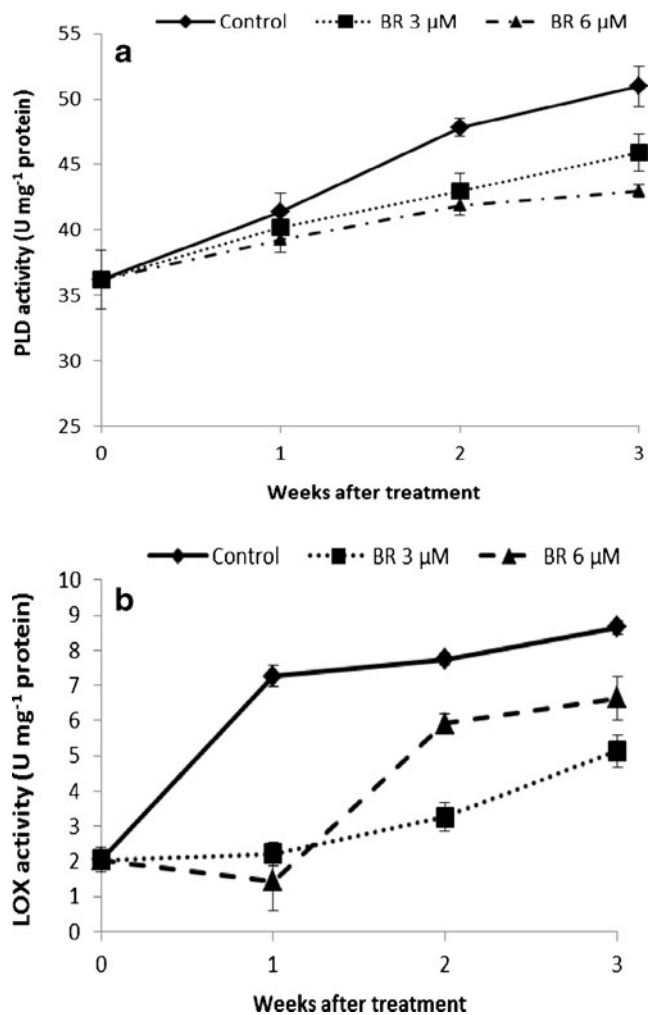 Control BR 3 µM BR 6 µM
a
PLD activity (U mg⁻¹ protein)
55
50
45
40
35
30
25
0 1 2 3
Weeks after treatment
Control BR 3 µM BR 6 µM
b
LOX activity (U mg⁻¹ protein)
10
9
8
7
6
5
4
3
2
1
0
0 1 2 3
Weeks after treatment